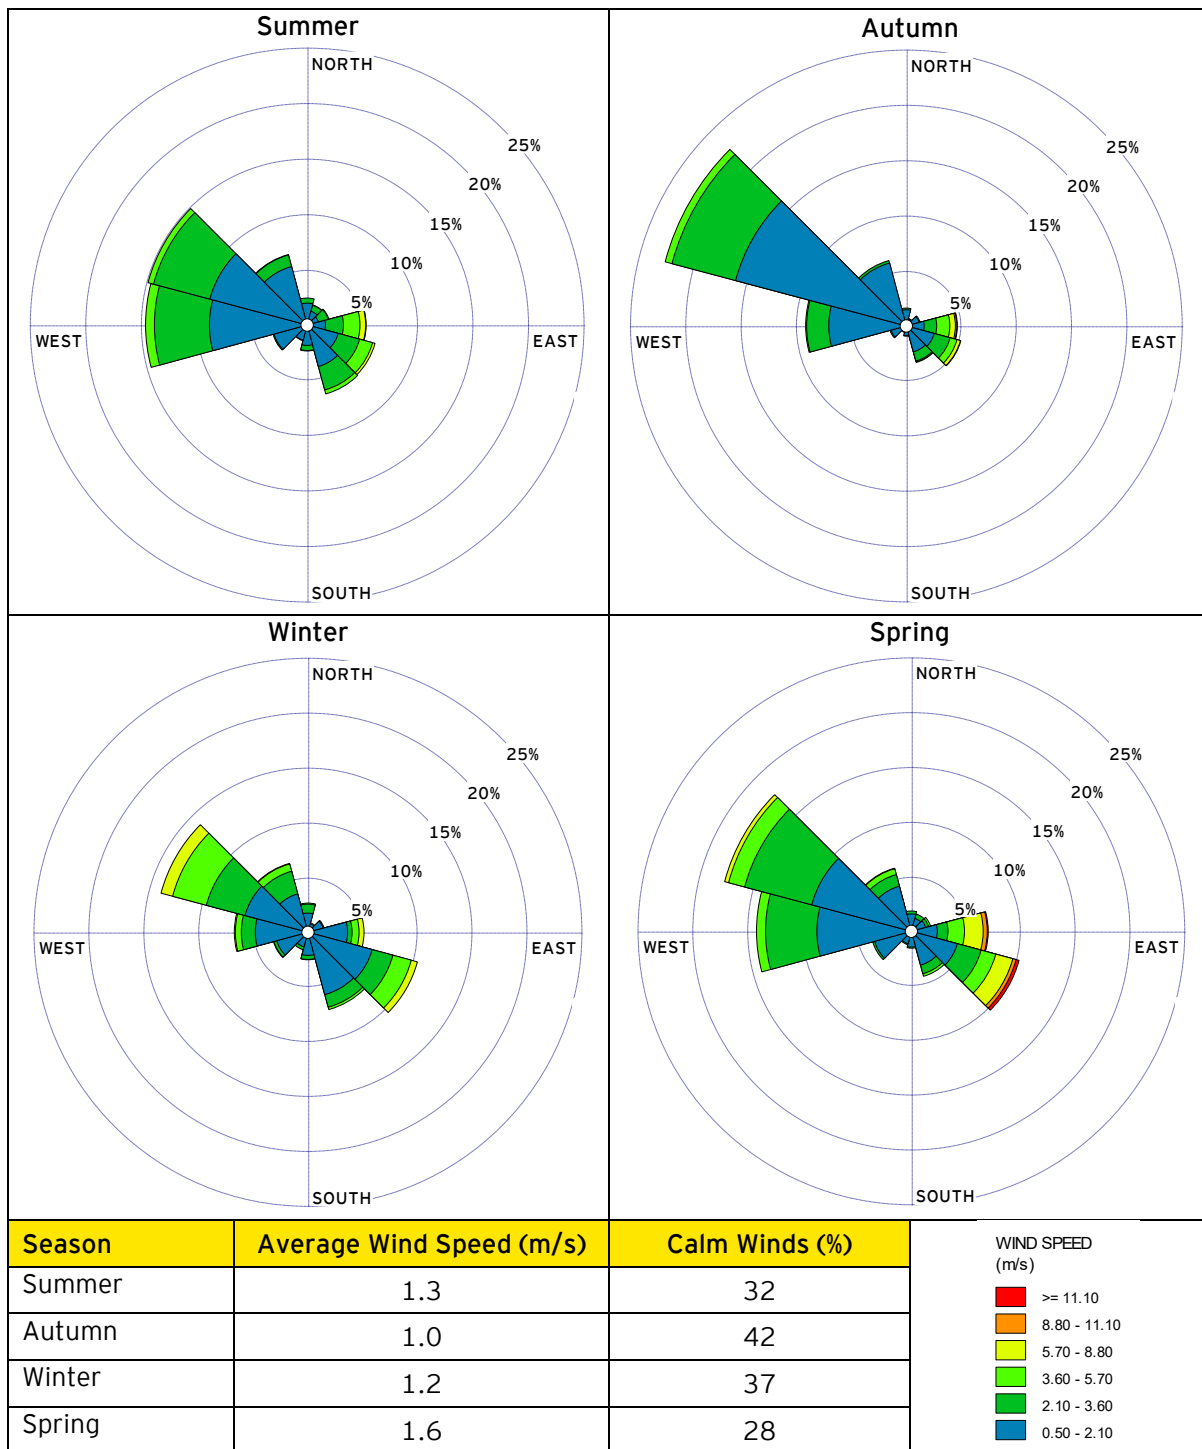 Summer
NORTH
25%
20%
15%
10%
5%
WEST
EAST
SOUTH
Autumn
NORTH
25%
20%
15%
10%
5%
WEST
EAST
SOUTH
Winter
NORTH
25%
20%
15%
10%
5%
WEST
EAST
SOUTH
Spring
NORTH
25%
20%
15%
10%
5%
WEST
EAST
SOUTH
Season Average Wind Speed (m/s) Calm Winds (%)
Summer 1.3 32
Autumn 1.0 42
Winter 1.2 37
Spring 1.6 28
WIND SPEED
(m/s)
>= 11.10
8.80 - 11.10
5.70 - 8.80
3.60 - 5.70
2.10 - 3.60
0.50 - 2.10